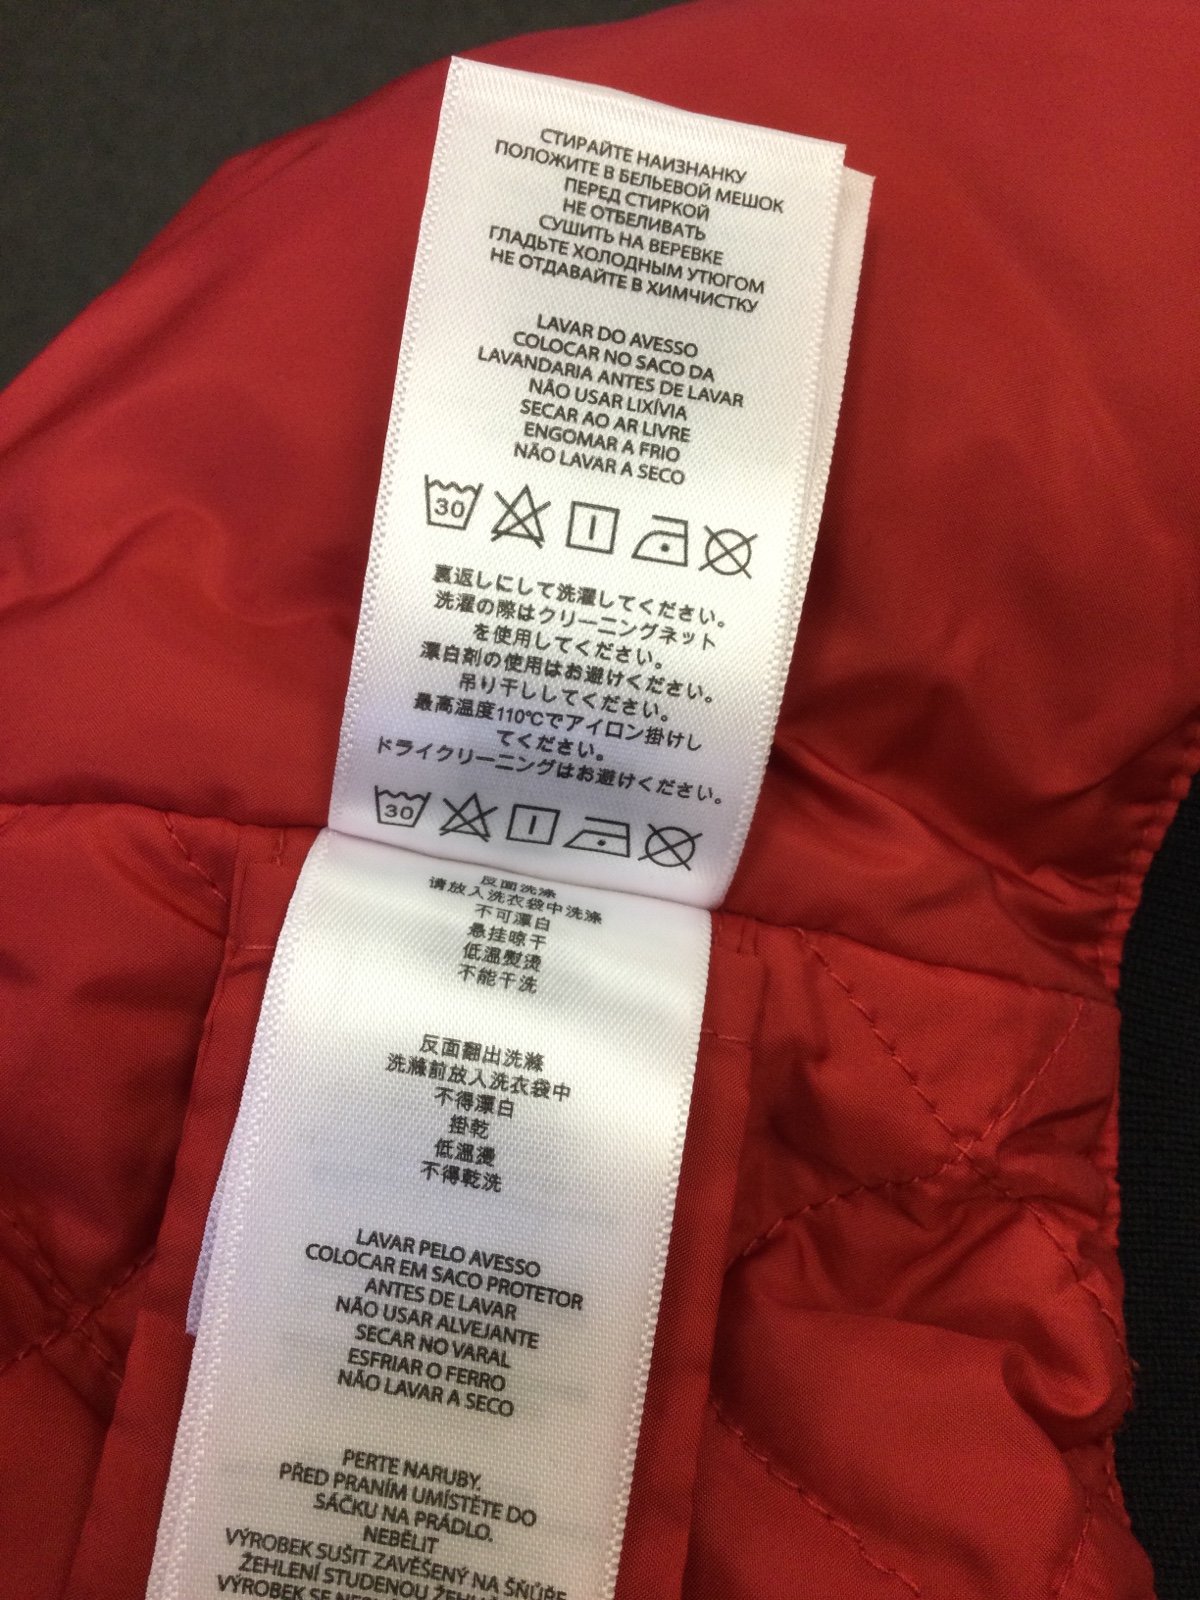 СТИРАЙТЕ НАИЗНАНКУ
ПОЛОЖИТЕ В БЕЛЬЕВОЙ МЕШОК
ПЕРЕД СТИРКОЙ
НЕ ОТБЕЛИВАТЬ
СУШИТЬ НА ВЕРЕВКЕ
ГЛАДЬТЕ ХОЛОДНЫМ УТЮГОМ
НЕ ОТДАВАЙТЕ В ХИМЧИСТКУ
LAVAR DO AVESSO
COLOCAR NO SACO DA
LAVANDARIA ANTES DE LAVAR
NÃO USAR LIXÍVIA
SECAR AO AR LIVRE
ENGOMAR A FRIO
NÃO LAVAR A SECO
30
裏返しにして洗濯してください。
洗濯の際はクリーニングネット
を使用してください。
漂白剤の使用はお避けください。
吊り干ししてください。
最高温度110℃でアイロン掛けし
てください。
ドライクリーニングはお避けください。
30
反面洗涤
请放入洗衣袋中洗涤
不可漂白
悬挂晾干
低温熨烫
不能干洗
反面翻出洗滌
洗滌前放入洗衣袋中
不得漂白
掛乾
低溫燙
不得乾洗
LAVAR PELO AVESSO
COLOCAR EM SACO PROTETOR
ANTES DE LAVAR
NÃO USAR ALVEJANTE
SECAR NO VARAL
ESFRIAR O FERRO
NÃO LAVAR A SECO
PERTE NARUBY.
PŘED PRANÍM UMÍSTĚTE DO
SÁČKU NA PRÁDLO.
NEBĚLIT
VÝROBEK SUŠIT ZAVĚŠENÝ NA ŠŇŮŘE
ŽEHLENÍ STUDENOU
VÝROBEK SE